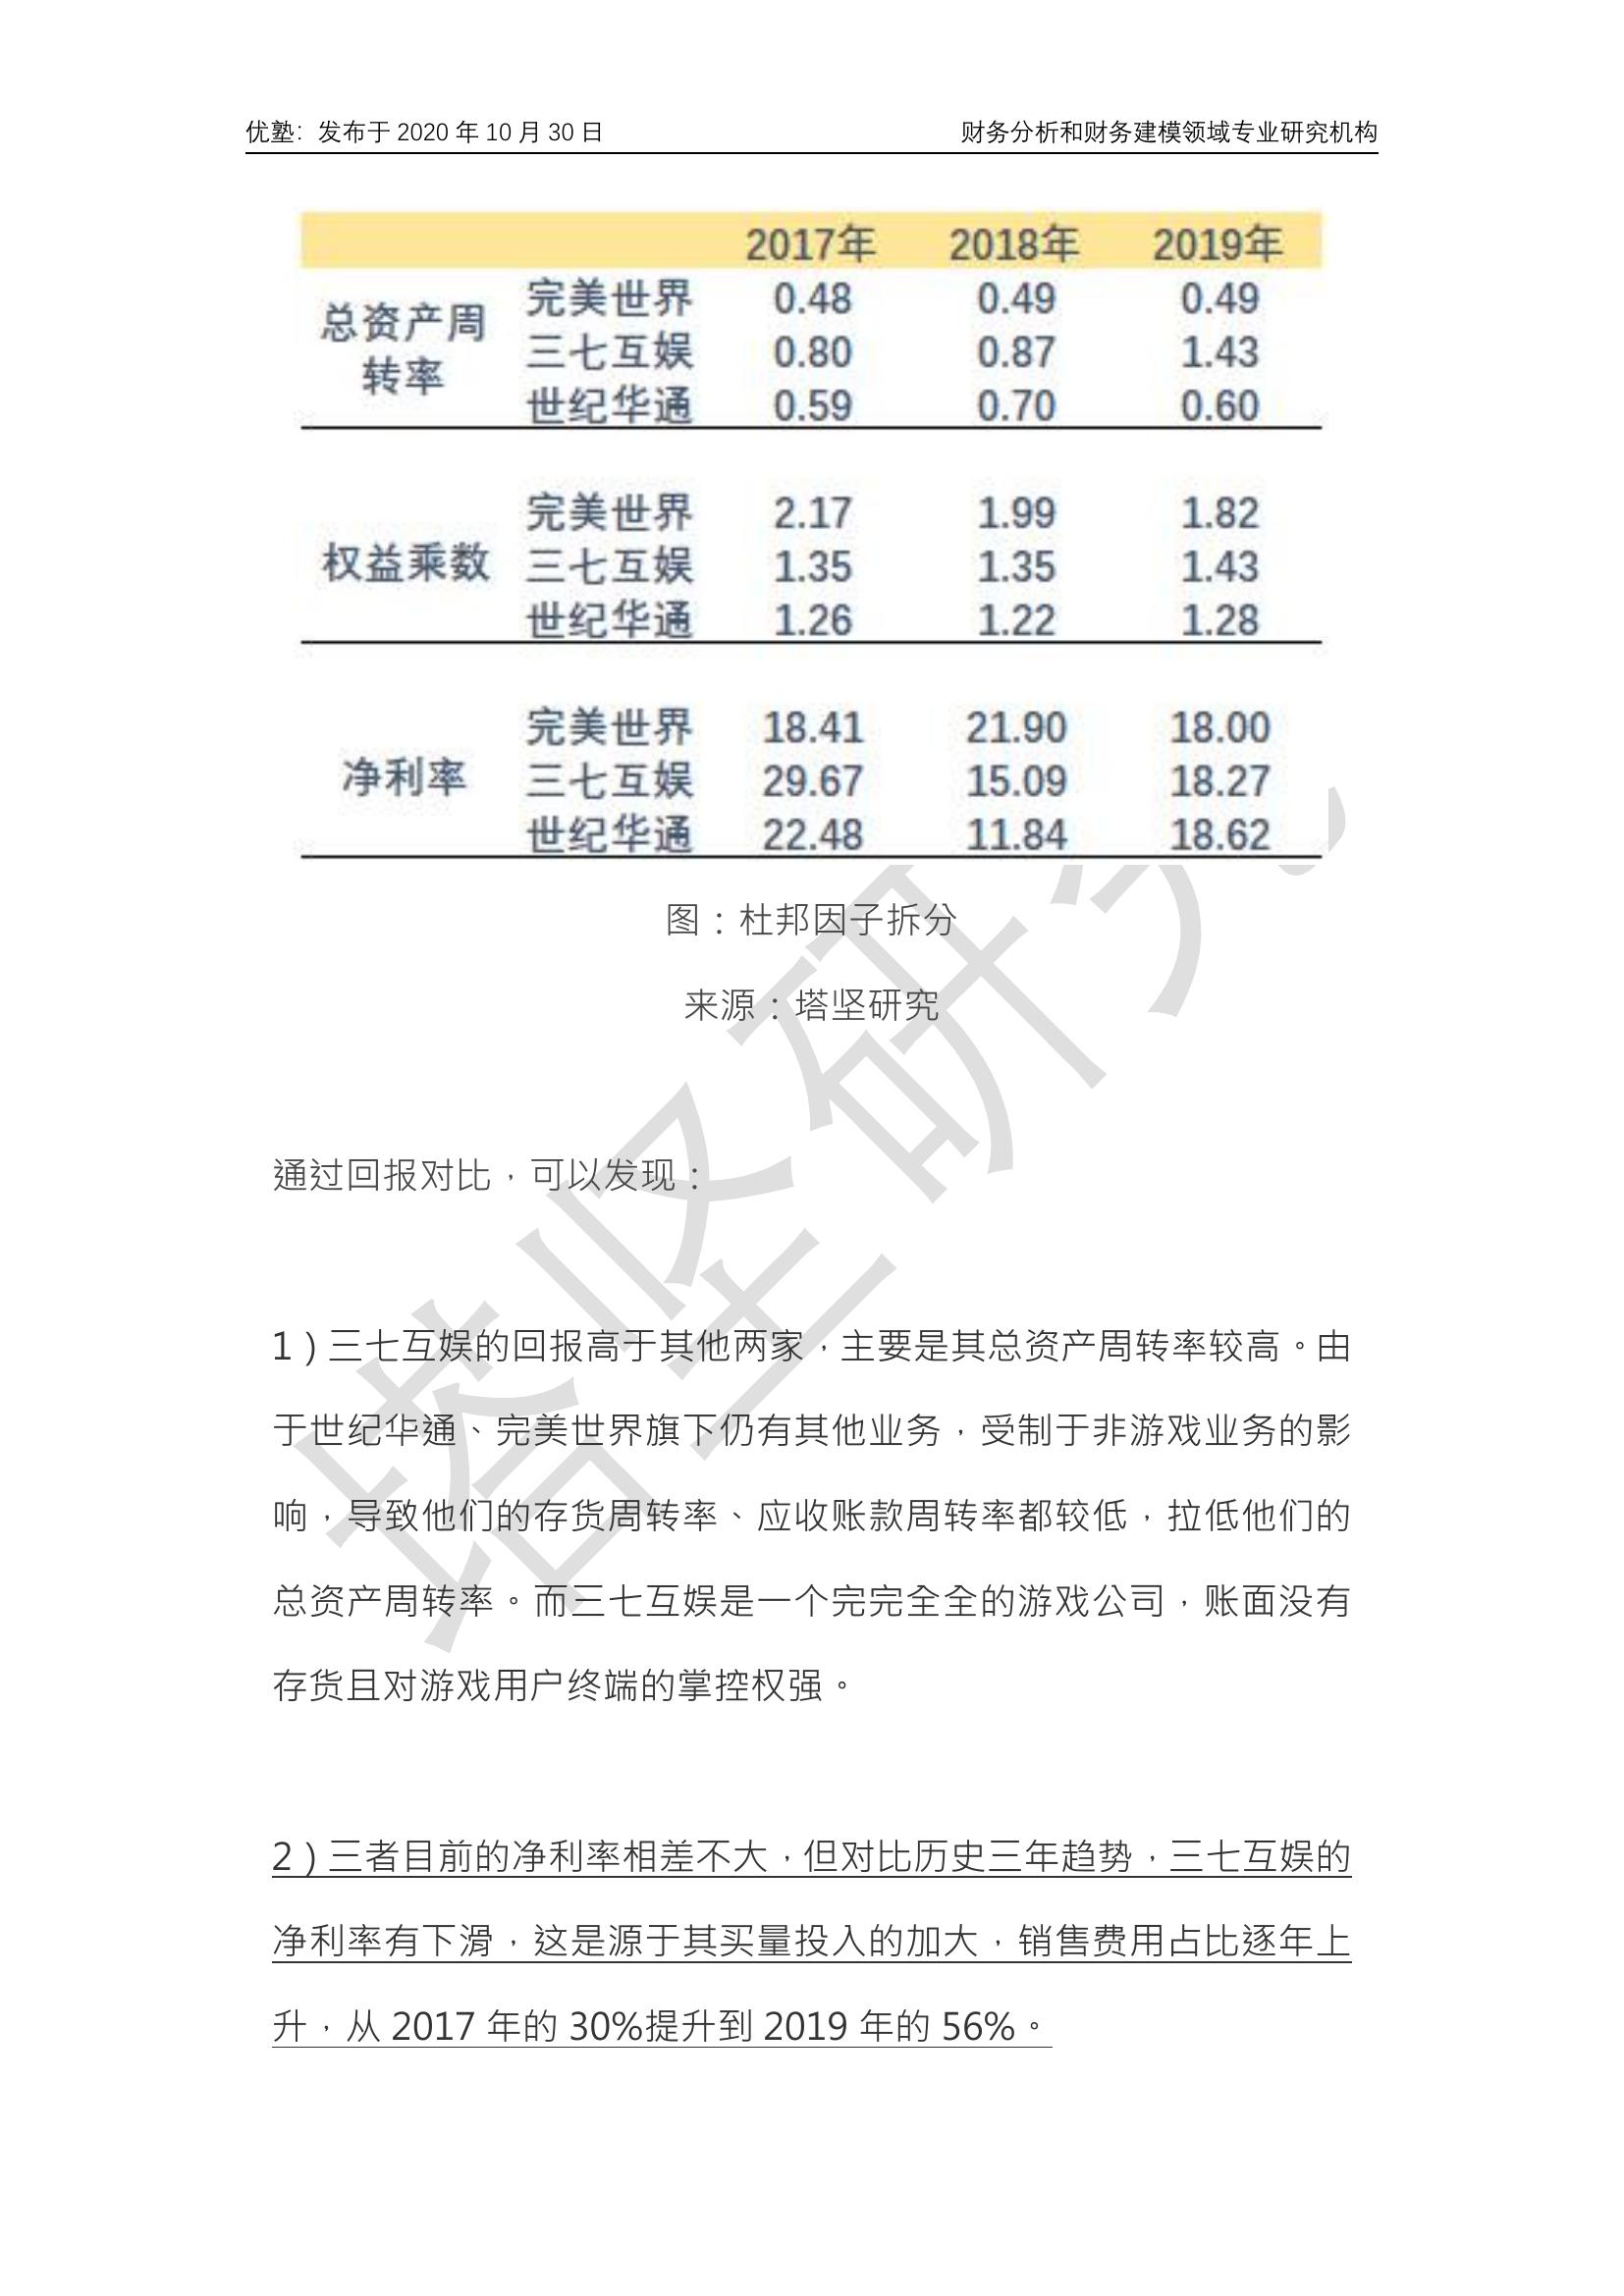 优塾：发布于 2020 年 10 月 30 日 财务分析和财务建模领域专业研究机构
2017年 2018年 2019年
总资产周转率
完美世界 0.48 0.49 0.49
三七互娱 0.80 0.87 1.43
世纪华通 0.59 0.70 0.60
权益乘数
完美世界 2.17 1.99 1.82
三七互娱 1.35 1.35 1.43
世纪华通 1.26 1.22 1.28
净利率
完美世界 18.41 21.90 18.00
三七互娱 29.67 15.09 18.27
世纪华通 22.48 11.84 18.62
图：杜邦因子拆分
来源：塔坚研究
通过回报对比，可以发现：
1）三七互娱的回报高于其他两家，主要是其总资产周转率较高。由
于世纪华通、完美世界旗下仍有其他业务，受制于非游戏业务的影
响，导致他们的存货周转率、应收账款周转率都较低，拉低他们的
总资产周转率。而三七互娱是一个完完全全的游戏公司，账面没有
存货且对游戏用户终端的掌控权强。
2）三者目前的净利率相差不大，但对比历史三年趋势，三七互娱的
净利率有下滑，这是源于其买量投入的加大，销售费用占比逐年上
升，从 2017 年的 30%提升到 2019 年的 56%。
塔坚研究